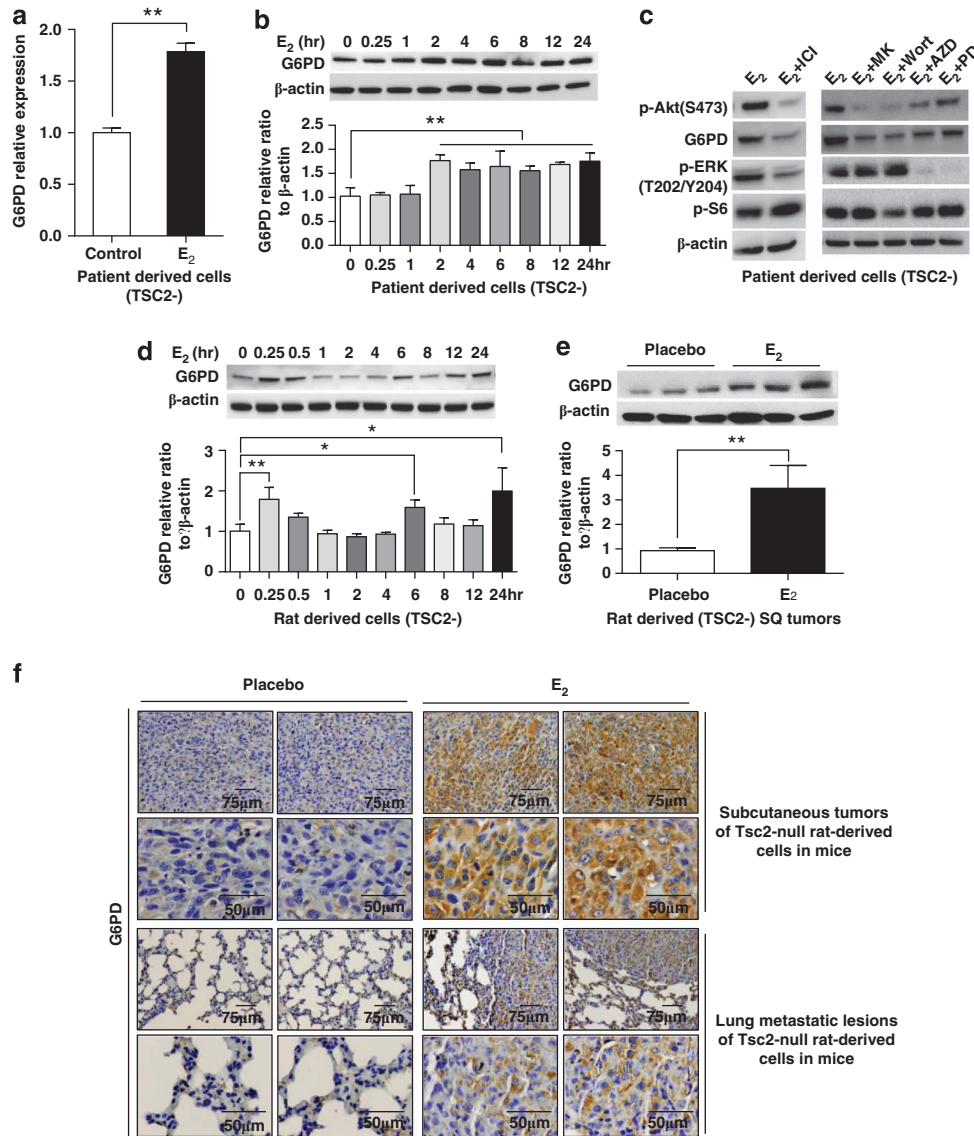 a
**
G6PD relative expression
2.0
1.5
1.0
0.5
0.0
Control E2
Patient derived cells
(TSC2-)
b
E2 (hr) 0 0.25 1 2 4 6 8 12 24
G6PD
β-actin
**
G6PD relative ratio
to β-actin
2.5
2.0
1.5
1.0
0.5
0.0
0 0.25 1 2 4 6 8 12 24hr
Patient derived cells (TSC2-)
c
E2 E2+ICI E2 E2+MK E2+Wort E2+AZD E2+PD
p-Akt(S473)
G6PD
p-ERK
(T202/Y204)
p-S6
β-actin
Patient derived cells (TSC2-)
d
E2 (hr) 0 0.25 0.5 1 2 4 6 8 12 24
G6PD
β-actin
*
*
**
G6PD relative ratio
to?β-actin
3
2
1
0
0 0.25 0.5 1 2 4 6 8 12 24hr
Rat derived cells (TSC2-)
e
Placebo E2
G6PD
β-actin
**
G6PD relative ratio
to?β-actin
5
4
3
2
1
0
Placebo E2
Rat derived (TSC2-) SQ tumors
f
Placebo E2
G6PD
75μm 75μm 75μm 75μm
50μm 50μm 50μm 50μm
Subcutaneous tumors
of Tsc2-null rat-derived
cells in mice
75μm 75μm 75μm 75μm
50μm 50μm 50μm 50μm
Lung metastatic lesions
of Tsc2-null rat-derived
cells in mice